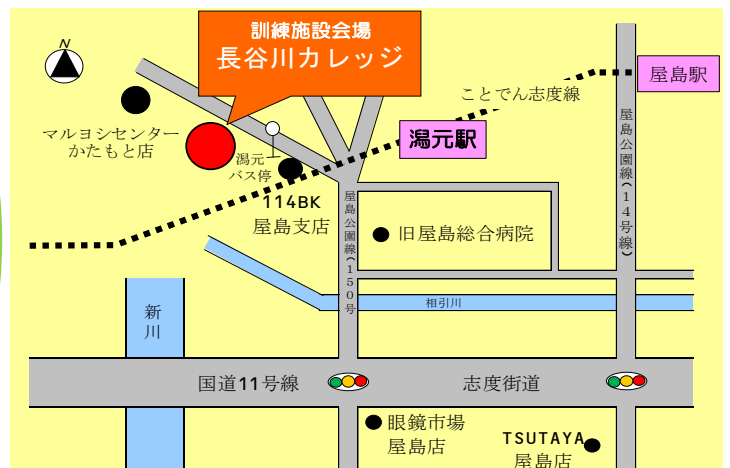 訓練施設会場
長谷川カレッジ
N
屋島駅
ことでん志度線
マルヨシセンター
かたもと店
潟元駅
潟元
バス停
114BK
屋島支店
屋島公園線(14号線)
屋島公園線(150号
旧屋島総合病院
相引川
新川
国道11号線
志度街道
眼鏡市場
屋島店
TSUTAYA
屋島店